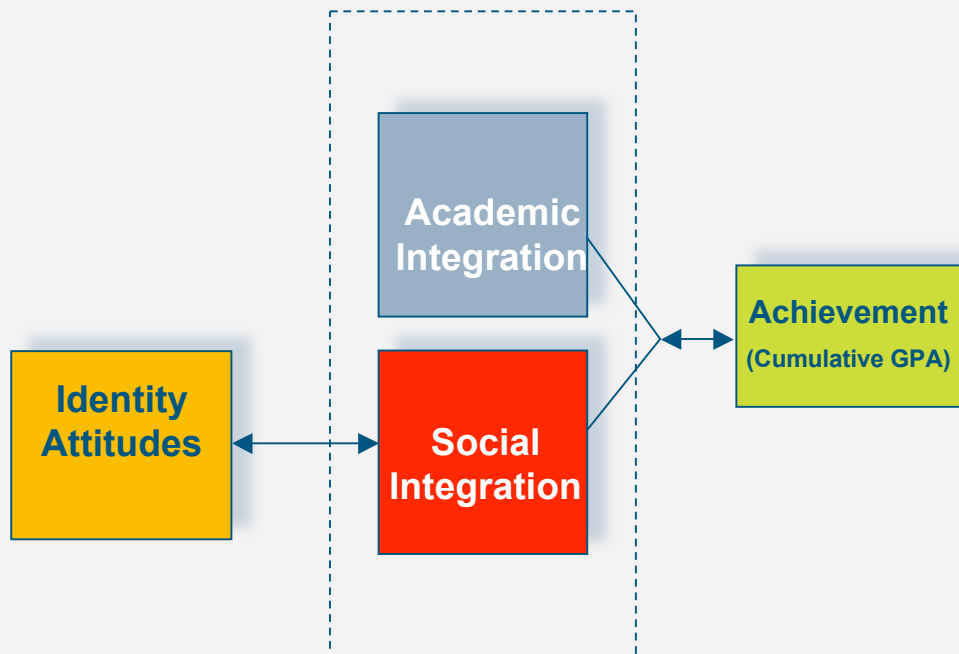 Academic
Integration
Achievement
(Cumulative GPA)
Identity
Attitudes
Social
Integration